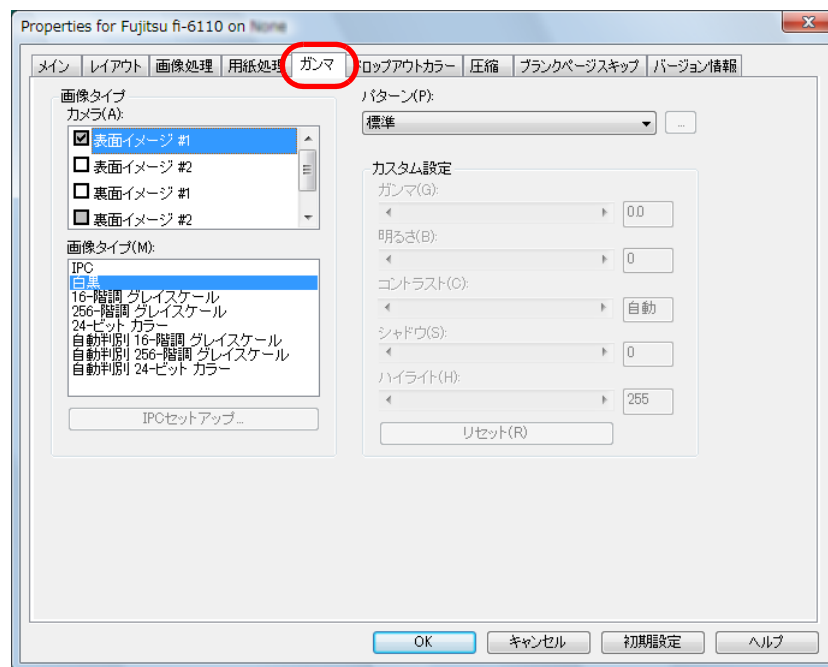 Properties for Fujitsu fi-6110 on None
メイン レイアウト 画像処理 用紙処理 ガンマ ドロップアウトカラー 圧縮 ブランクページスキップ バージョン情報
画像タイプ
カメラ(A):
表面イメージ #1
表面イメージ #2
裏面イメージ #1
裏面イメージ #2
画像タイプ(M):
IPC
白黒
16-階調 グレイスケール
256-階調 グレイスケール
24-ビット カラー
自動判別 16-階調 グレイスケール
自動判別 256-階調 グレイスケール
自動判別 24-ビット カラー
IPCセットアップ...
パターン(P):
標準
...
カスタム設定
ガンマ(G):
0.0
明るさ(B):
0
コントラスト(C):
自動
シャドウ(S):
0
ハイライト(H):
255
リセット(R)
OK キャンセル 初期設定 ヘルプ